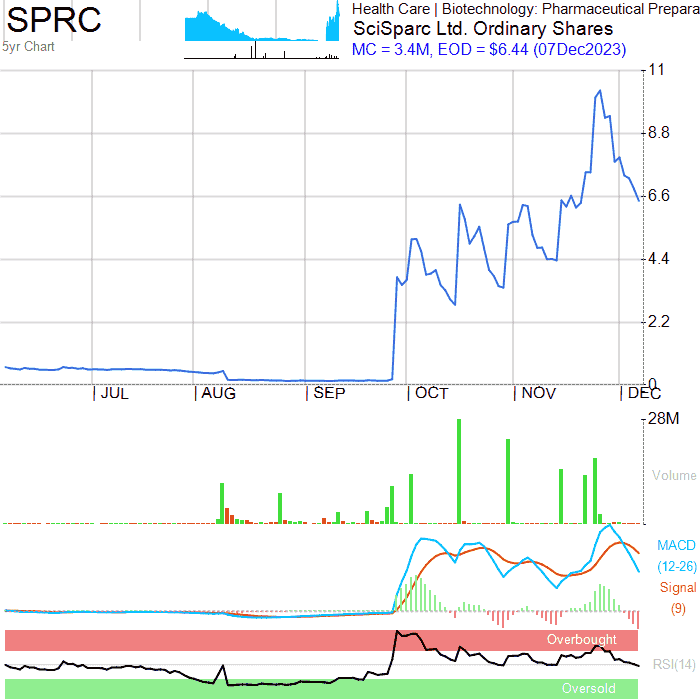 SPRC
5yr Chart
Health Care | Biotechnology: Pharmaceutical Prepara
SciSparc Ltd. Ordinary Shares
MC = 3.4M, EOD = $6.44 (07Dec2023)
11
8.8
6.6
4.4
2.2
0
JUL AUG SEP OCT NOV DEC
28M
Volume
MACD
(12-26)
Signal
(9)
Overbought
RSI(14)
Oversold